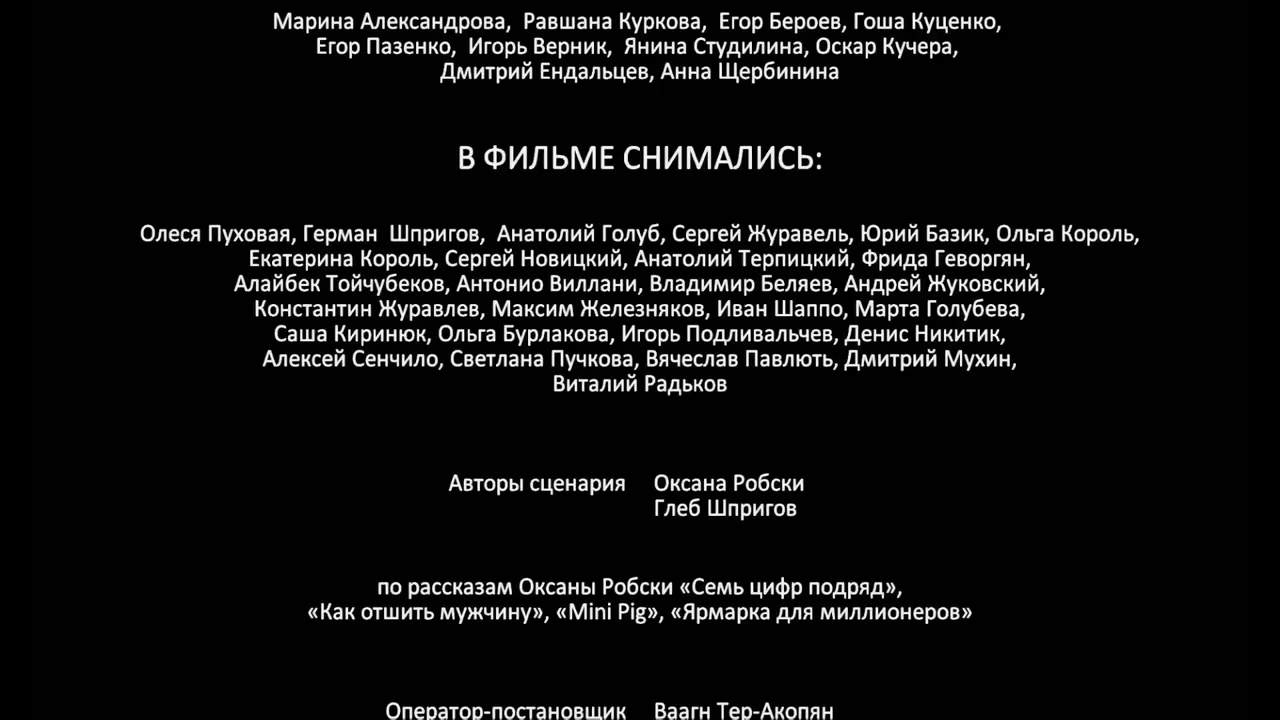 Марина Александрова, Равшана Куркова, Егор Бероев, Гоша Куценко,
Егор Пазенко, Игорь Верник, Янина Студилина, Оскар Кучера,
Дмитрий Ендальцев, Анна Щербинина
В ФИЛЬМЕ СНИМАЛИСЬ:
Олеся Пуховая, Герман Шпригов, Анатолий Голуб, Сергей Журавель, Юрий Базик, Ольга Король,
Екатерина Король, Сергей Новицкий, Анатолий Терпицкий, Фрида Геворгян,
Алайбек Тойчубеков, Антонио Виллани, Владимир Беляев, Андрей Жуковский,
Константин Журавлев, Максим Железняков, Иван Шаппо, Марта Голубева,
Саша Киринюк, Ольга Бурлакова, Игорь Подливальчев, Денис Никитик,
Алексей Сенчило, Светлана Пучкова, Вячеслав Павлють, Дмитрий Мухин,
Виталий Радьков
Авторы сценария Оксана Робски
Глеб Шпригов
по рассказам Оксаны Робски «Семь цифр подряд»,
«Как отшить мужчину», «Mini Pig», «Ярмарка для миллионеров»
Оператор-постановщик Ваагн Тер-Акопян